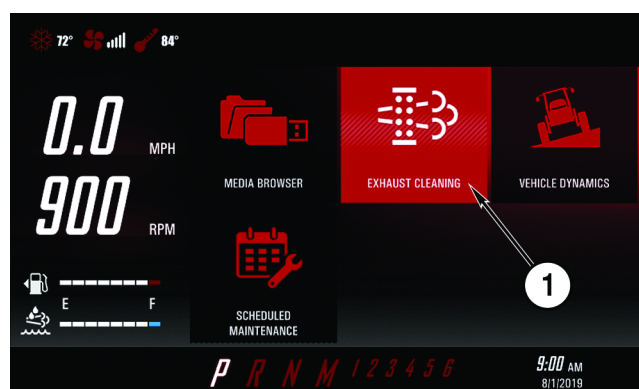 72° 84°
0.0 MPH
900 RPM
E F
MEDIA BROWSER
EXHAUST CLEANING
VEHICLE DYNAMICS
SCHEDULED
MAINTENANCE
1
P R N M 1 2 3 4 5 6
9:00 AM
8/1/2019